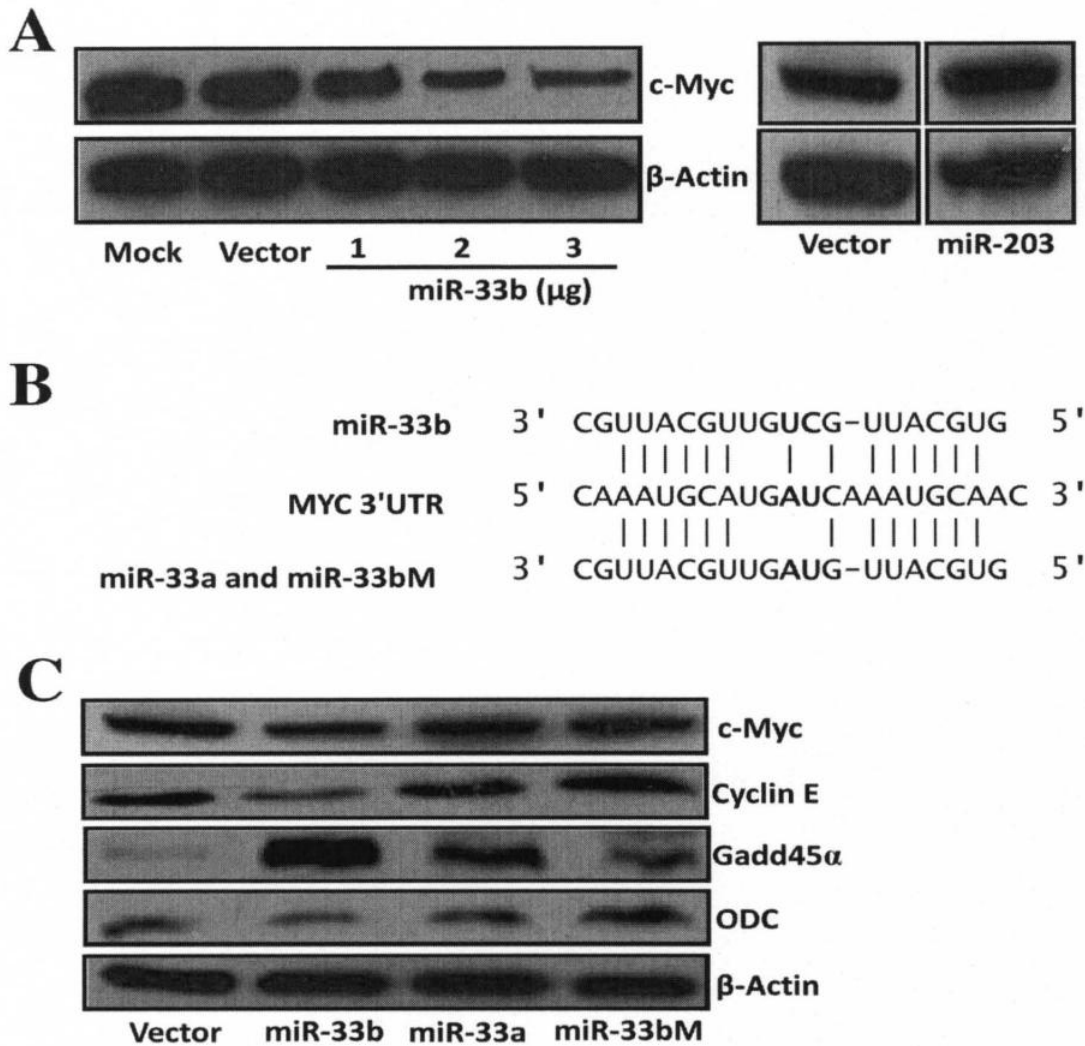 A
c-Myc
β-Actin
Mock Vector 1 2 3
miR-33b (µg)
Vector miR-203
B
miR-33b 3' CGUUACGUUGUCG-UUACGUG 5'
MYC 3'UTR 5' CAAAUGCAUGAUCAAAUGCAAC 3'
miR-33a and miR-33bM 3' CGUUACGUUGAUG-UUACGUG 5'
C
c-Myc
Cyclin E
Gadd45α
ODC
β-Actin
Vector miR-33b miR-33a miR-33bM